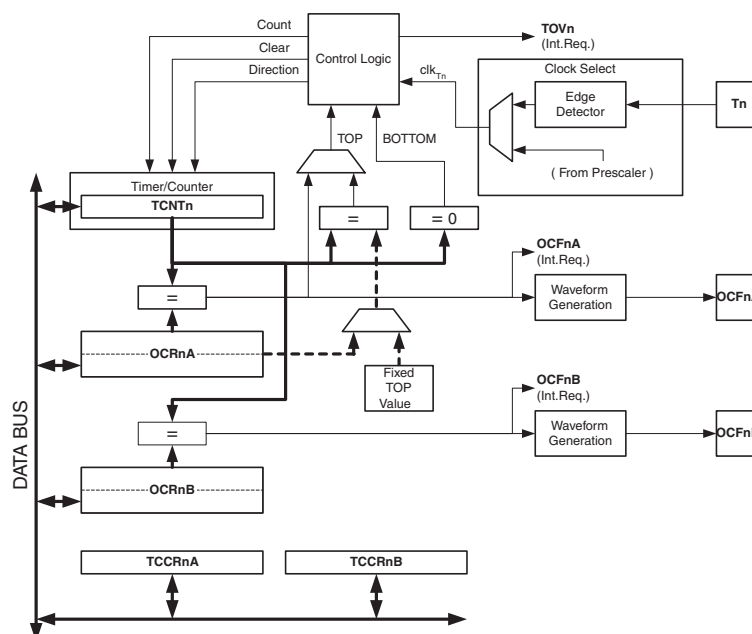 Count
Clear
Direction
Control Logic
TOVn
(Int.Req.)
clkTn
Clock Select
Edge
Detector
Tn
( From Prescaler )
TOP
BOTTOM
Timer/Counter
TCNTn
=
= 0
OCFnA
(Int.Req.)
=
Waveform
Generation
OCRnA
Fixed
TOP
Value
OCFnB
(Int.Req.)
=
Waveform
Generation
OCRnB
DATA BUS
TCCRnA
TCCRnB